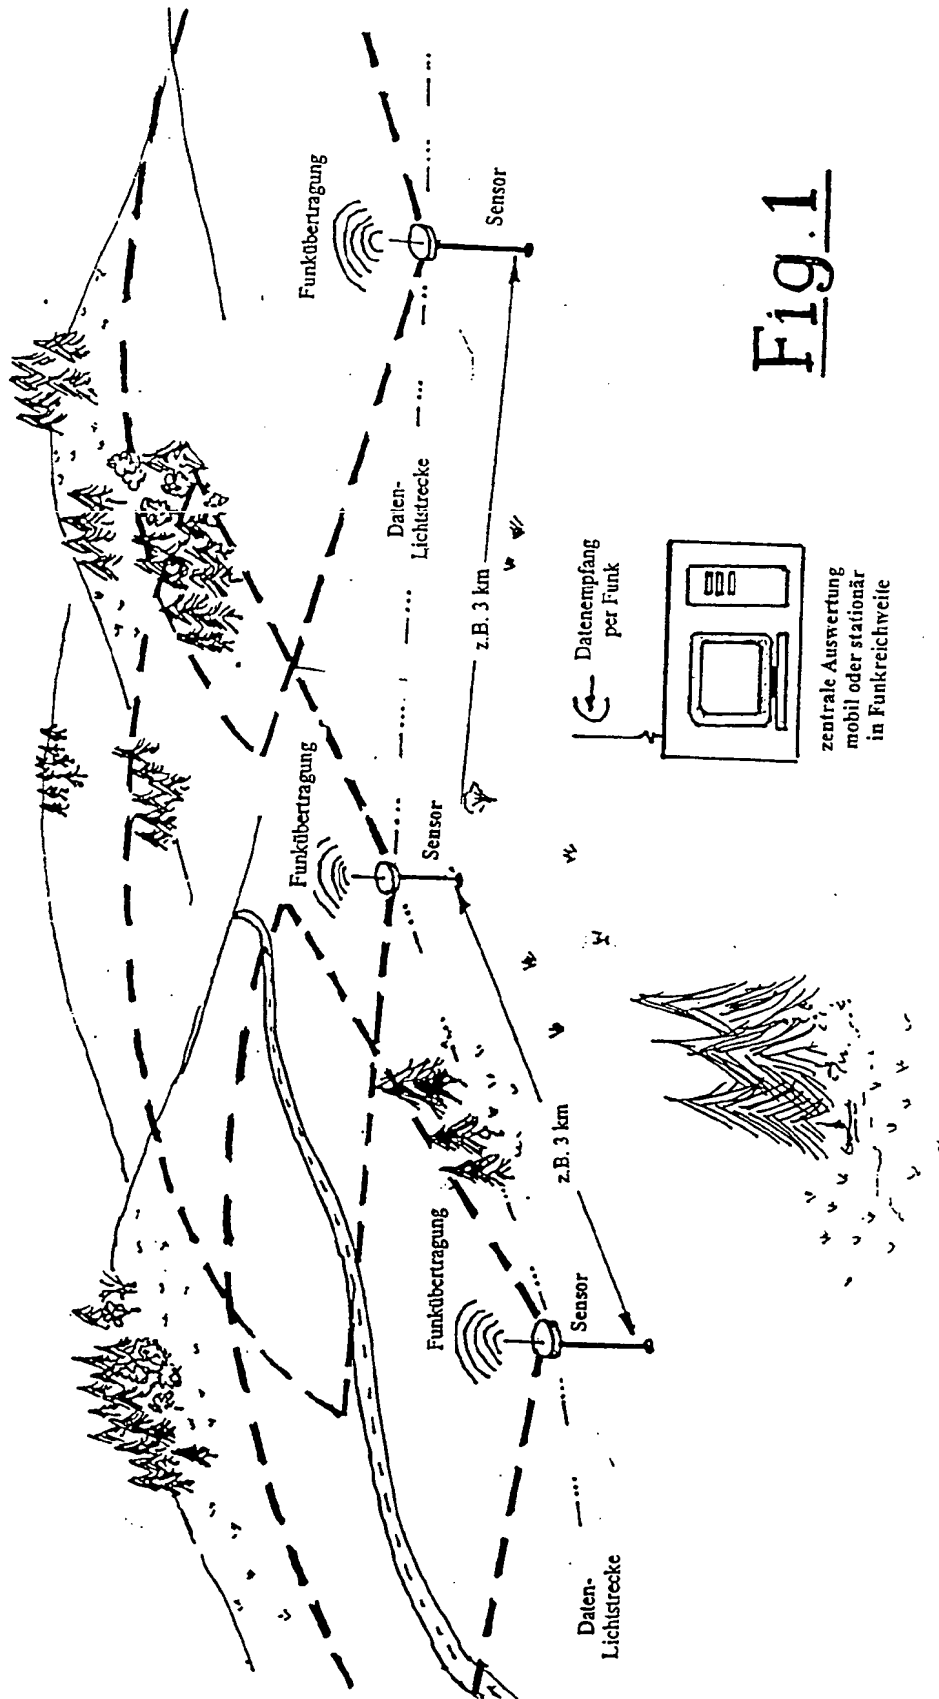 Funkübertragung
Funkübertragung
Daten-
Lichtstrecke
Funkübertragung
Sensor
z.B. 3 km
Sensor
z.B. 3 km
Sensor
Daten-
Lichtstrecke
Datenempfang
per Funk
zentrale Auswertung
mobil oder stationär
in Funkreichweite
Fig.1